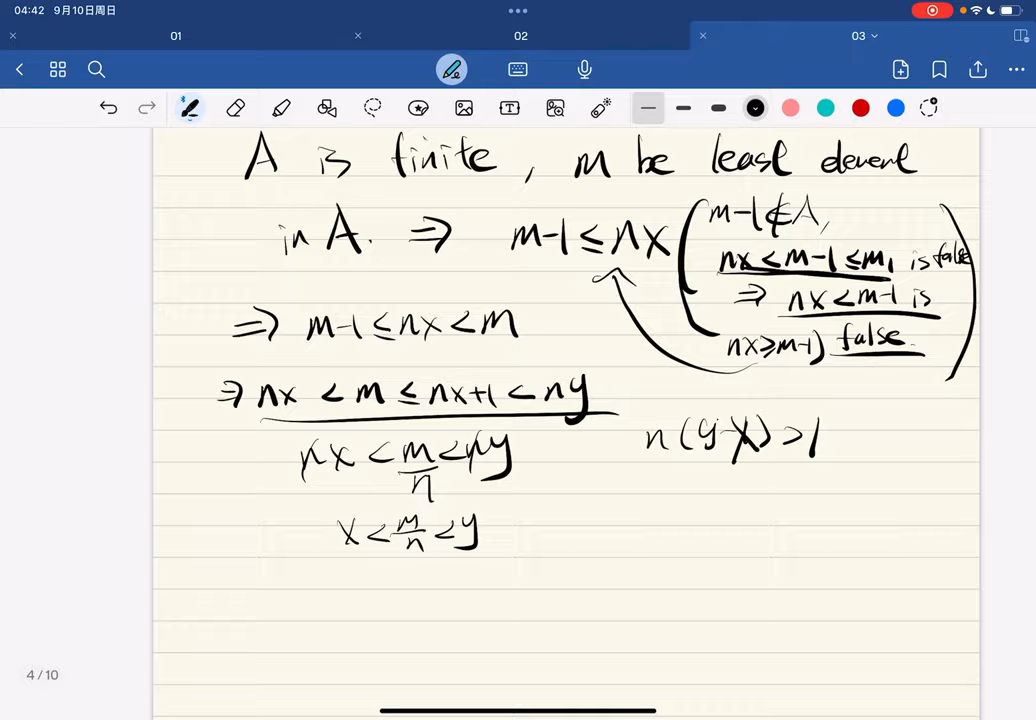 04:42 9月10日周日
01
02
03
A is finite, m be least element
in A. ⇒ m-1 ≤ nx
(m-1 ∉ A,
nx < m-1 ≤ m₁ is false
⇒ nx < m-1 is
nx ≥ m-1) false.
⇒ m-1 ≤ nx < m
⇒ nx < m ≤ nx+1 < ny
n(y-x) > 1
nx < m/n < ny
x < m/n < y
4 / 10